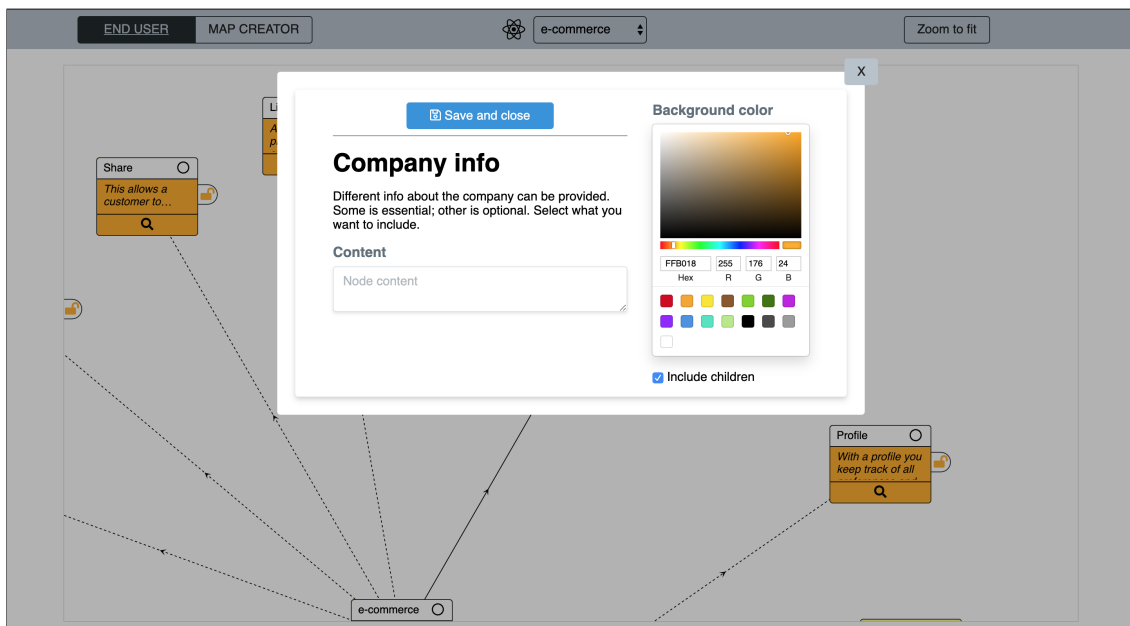 END USER
MAP CREATOR
e-commerce
Zoom to fit
X
Save and close
Background color
Company info
Different info about the company can be provided.
Some is essential; other is optional. Select what you
want to include.
Content
Node content
FFB018
255
176
24
Hex
R
G
B
Include children
Li
A
p
Share
This allows a
customer to…
Profile
With a profile you
keep track of all
e-commerce